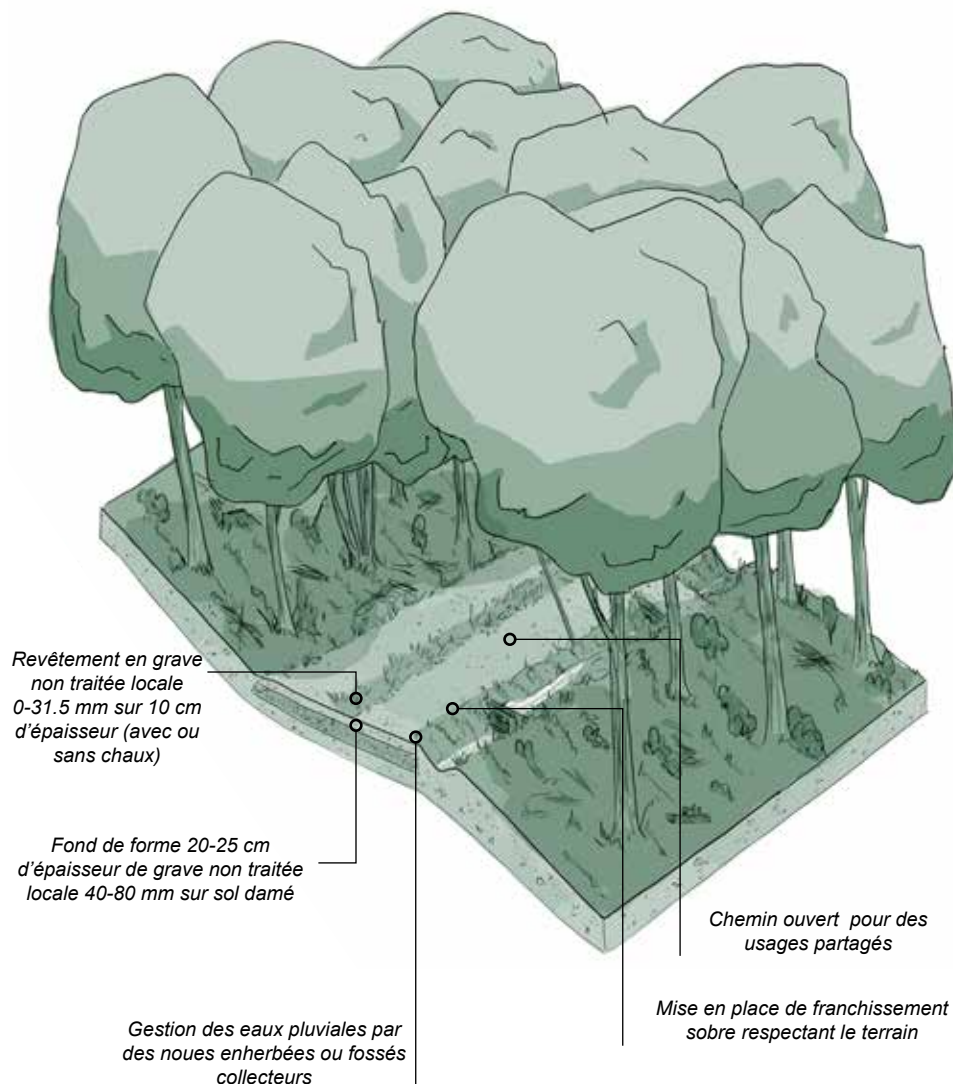 Revêtement en grave
non traitée locale
0-31.5 mm sur 10 cm
d'épaisseur (avec ou
sans chaux)
Fond de forme 20-25 cm
d'épaisseur de grave non traitée
locale 40-80 mm sur sol damé
Chemin ouvert pour des
usages partagés
Mise en place de franchissement
sobre respectant le terrain
Gestion des eaux pluviales par
des noues enherbées ou fossés
collecteurs